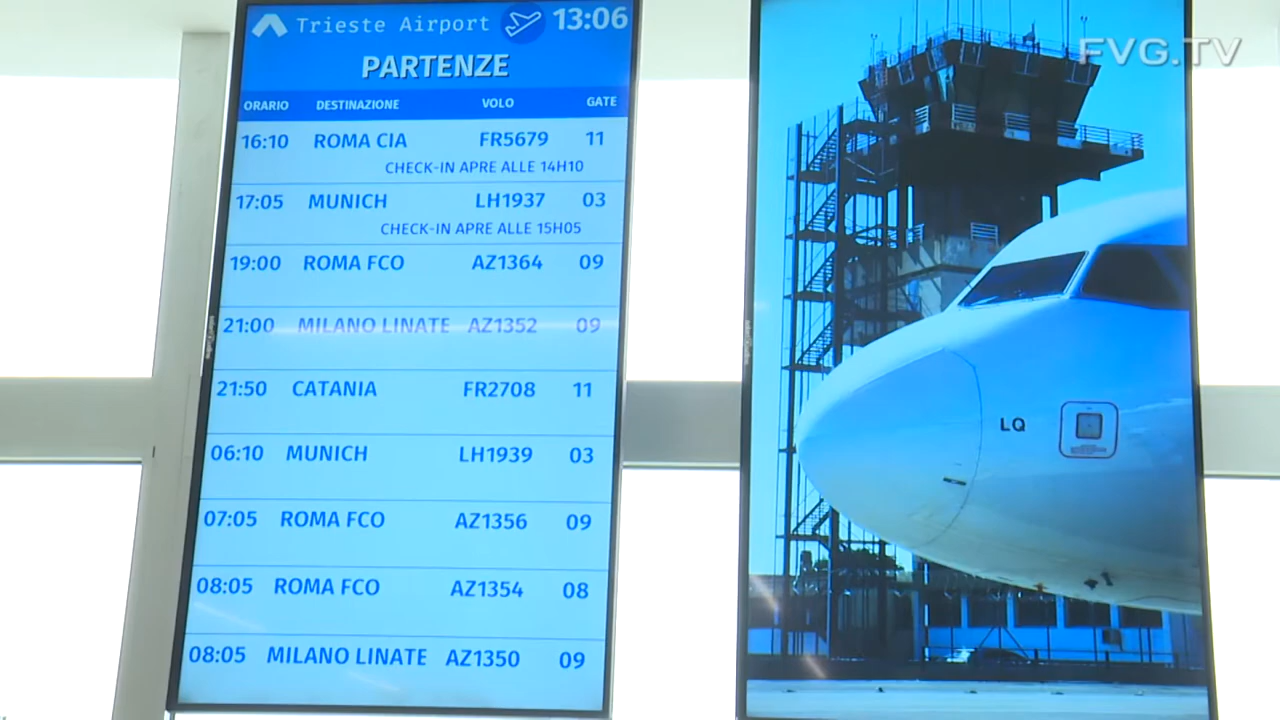 Trieste Airport 13:06
PARTENZE
ORARIO DESTINAZIONE VOLO GATE
16:10 ROMA CIA FR5679 11
CHECK-IN APRE ALLE 14H10
17:05 MUNICH LH1937 03
CHECK-IN APRE ALLE 15H05
19:00 ROMA FCO AZ1364 09
21:00 MILANO LINATE AZ1352 09
21:50 CATANIA FR2708 11
06:10 MUNICH LH1939 03
07:05 ROMA FCO AZ1356 09
08:05 ROMA FCO AZ1354 08
08:05 MILANO LINATE AZ1350 09
FVG.TV
LQ